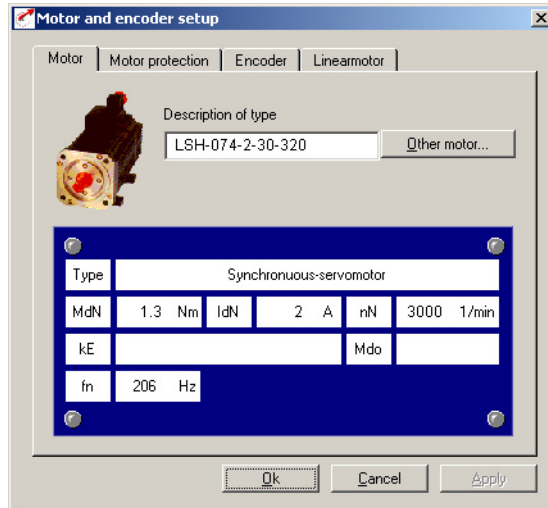 Motor and encoder setup
Motor Motor protection Encoder Linearmotor
Description of type
LSH-074-2-30-320 Other motor...
Type Synchronuous-servomotor
MdN 1.3 Nm IdN 2 A nN 3000 1/min
kE Mdo
fn 206 Hz
Ok Cancel Apply